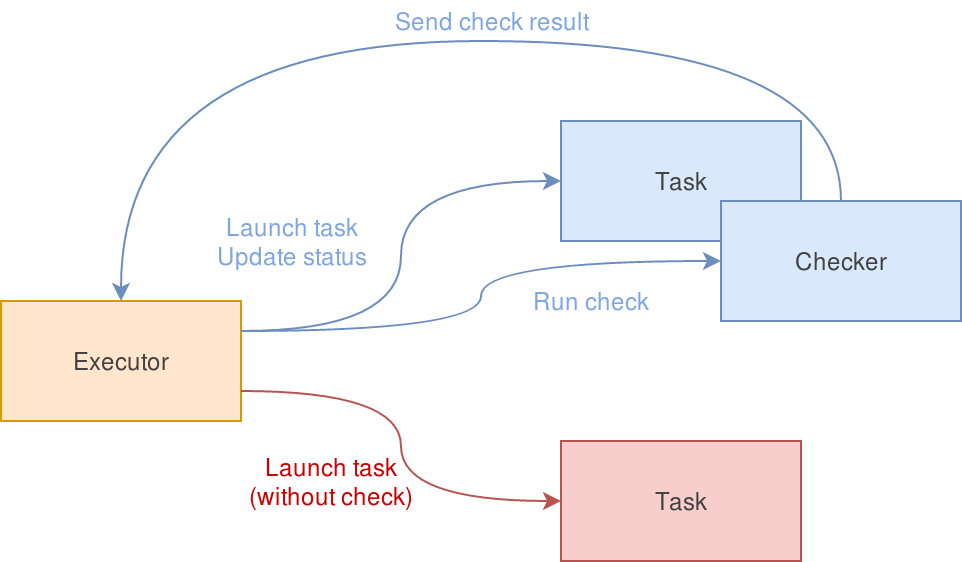 Send check result
Task
Launch task
Update status
Checker
Run check
Executor
Launch task
(without check)
Task